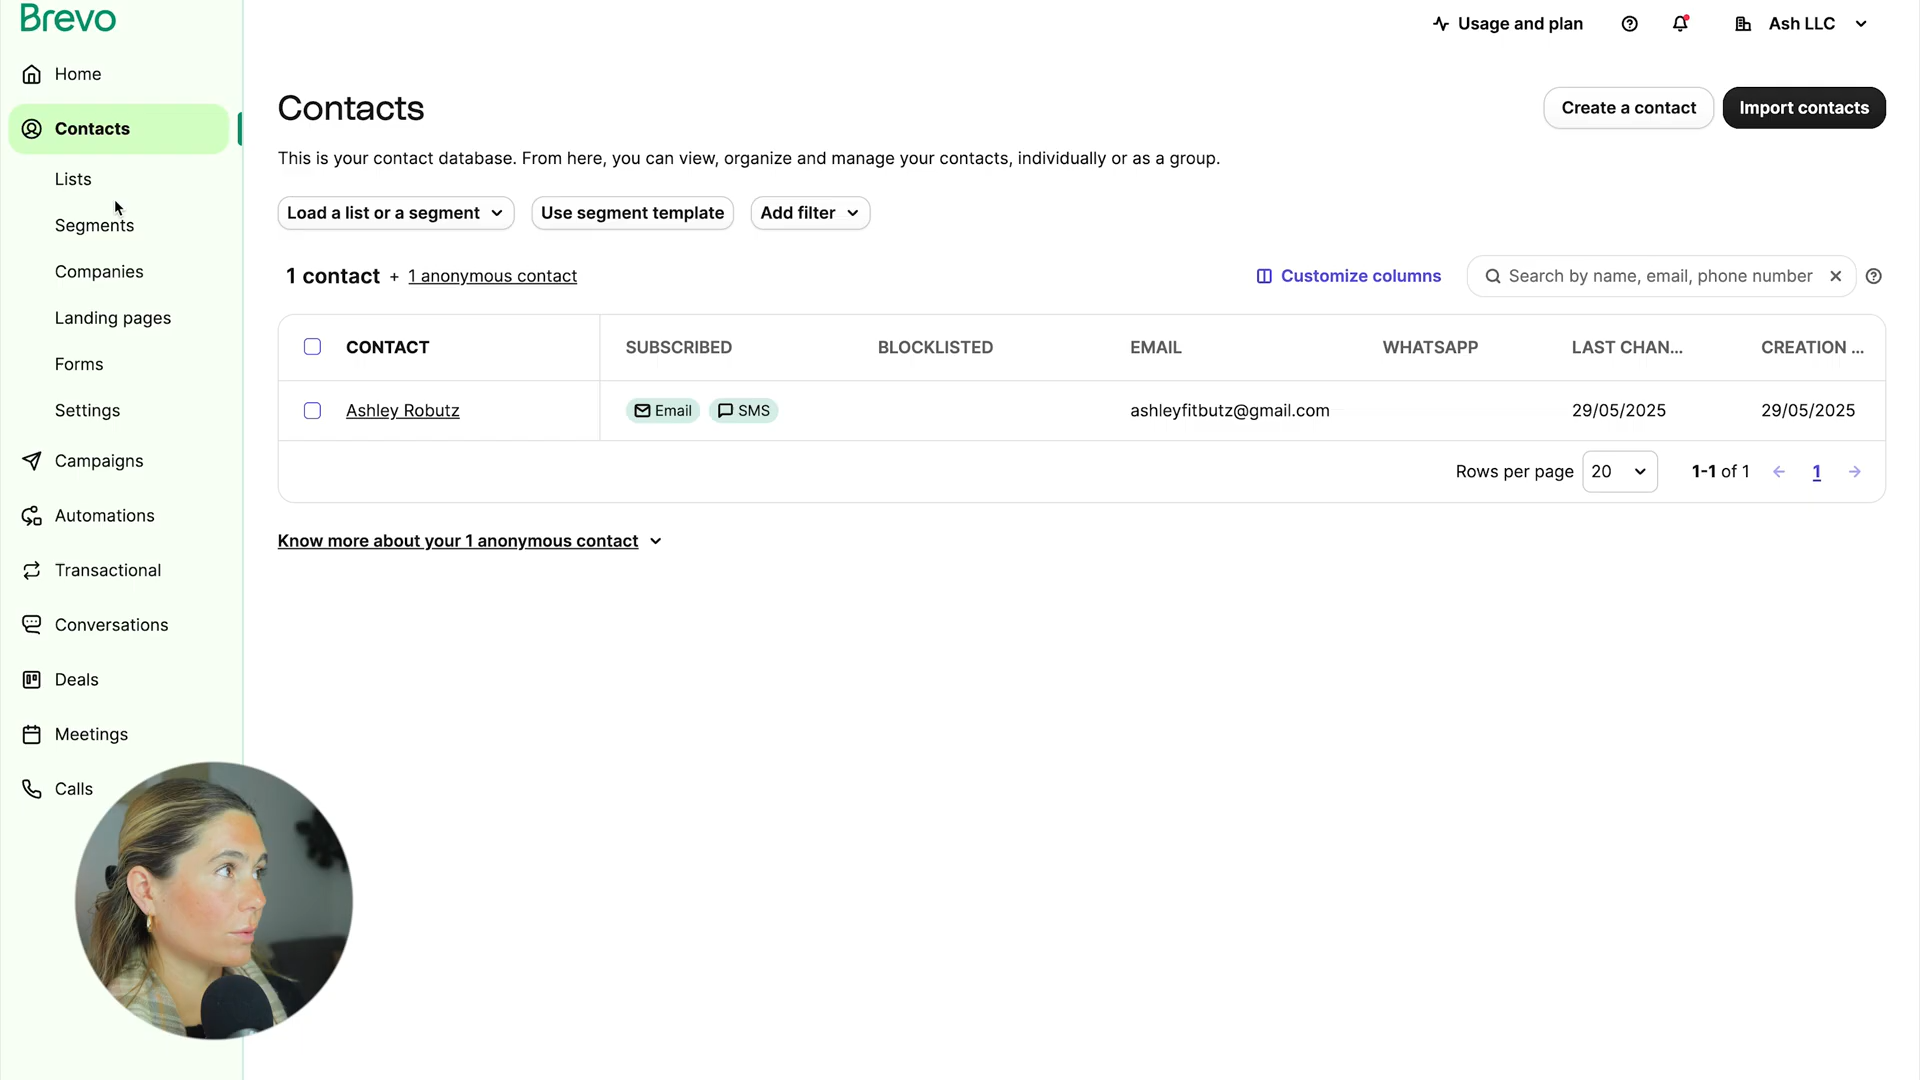 Brevo
Usage and plan
Ash LLC
Home
Contacts
Lists
Segments
Companies
Landing pages
Forms
Settings
Campaigns
Automations
Transactional
Conversations
Deals
Meetings
Calls
Contacts
Create a contact
Import contacts
This is your contact database. From here, you can view, organize and manage your contacts, individually or as a group.
Load a list or a segment
Use segment template
Add filter
1 contact + 1 anonymous contact
Customize columns
Search by name, email, phone number
CONTACT SUBSCRIBED BLOCKLISTED EMAIL WHATSAPP LAST CHAN... CREATION ...
Ashley Robutz Email SMS ashleyfitbutz@gmail.com 29/05/2025 29/05/2025
Rows per page 20 1-1 of 1 1
Know more about your 1 anonymous contact